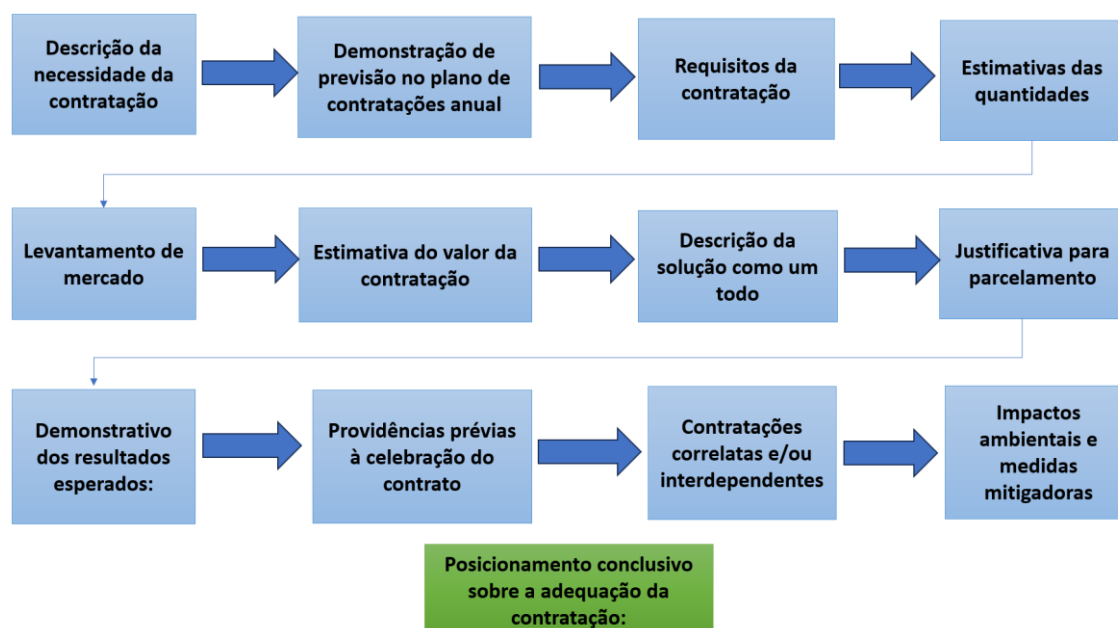 Descrição da
necessidade da
contratação
Demonstração de
previsão no plano de
contratações anual
Requisitos da
contratação
Estimativas das
quantidades
Levantamento de
mercado
Estimativa do valor da
contratação
Descrição da
solução como um
todo
Justificativa para
parcelamento
Demonstrativo
dos resultados
esperados:
Providências prévias
à celebração do
contrato
Contratações
correlatas e/ou
interdependentes
Impactos
ambientais e
medidas
mitigadoras
Posicionamento conclusivo
sobre a adequação da
contratação: